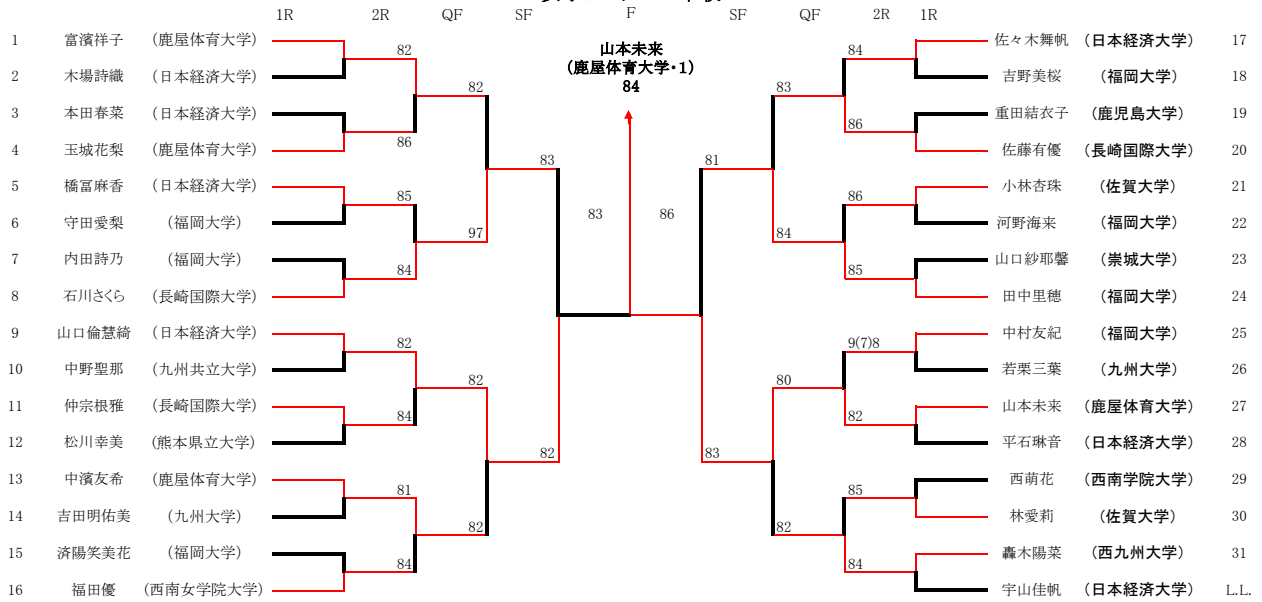 1R 2R QF SF F SF QF 2R 1R
山本未来
(鹿屋体育大学・1)
84
1 富濱祥子 (鹿屋体育大学)
2 木場詩織 (日本経済大学)
3 本田春菜 (日本経済大学)
4 玉城花梨 (鹿屋体育大学)
5 橋冨麻香 (日本経済大学)
6 守田愛梨 (福岡大学)
7 内田詩乃 (福岡大学)
8 石川さくら (長崎国際大学)
9 山口倫慧綺 (日本経済大学)
10 中野聖那 (九州共立大学)
11 仲宗根雅 (長崎国際大学)
12 松川幸美 (熊本県立大学)
13 中濱友希 (鹿屋体育大学)
14 吉田明佑美 (九州大学)
15 済陽笑美花 (福岡大学)
16 福田優 (西南女学院大学)
82
86
85
84
82
84
81
84
82
97
82
82
83
82
83
86
81
83
83
84
80
82
84
86
86
85
9(7)8
82
85
84
佐々木舞帆 (日本経済大学) 17
吉野美桜 (福岡大学) 18
重田結衣子 (鹿児島大学) 19
佐藤有優 (長崎国際大学) 20
小林杏珠 (佐賀大学) 21
河野海来 (福岡大学) 22
山口紗耶馨 (崇城大学) 23
田中里穂 (福岡大学) 24
中村友紀 (福岡大学) 25
若栗三葉 (九州大学) 26
山本未来 (鹿屋体育大学) 27
平石琳音 (日本経済大学) 28
西萌花 (西南学院大学) 29
林愛莉 (佐賀大学) 30
轟木陽菜 (西九州大学) 31
宇山佳帆 (日本経済大学) L.L.